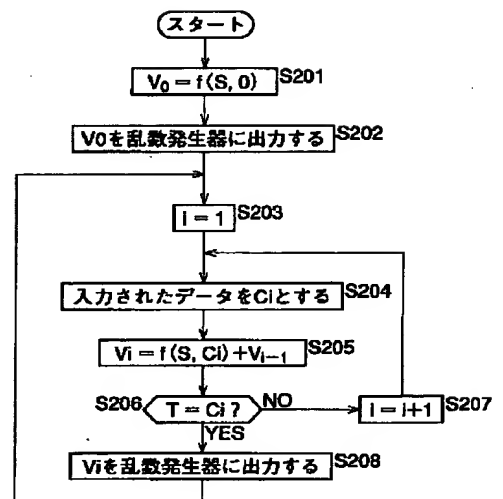 スタート
V₀ = f(S, 0) S201
V0を乱数発生器に出力する S202
i = 1 S203
入力されたデータをCiとする S204
Vi = f(S, Ci)+Vᵢ₋₁ S205
S206 T = Ci ? NO i = i+1 S207
YES
Viを乱数発生器に出力する S208